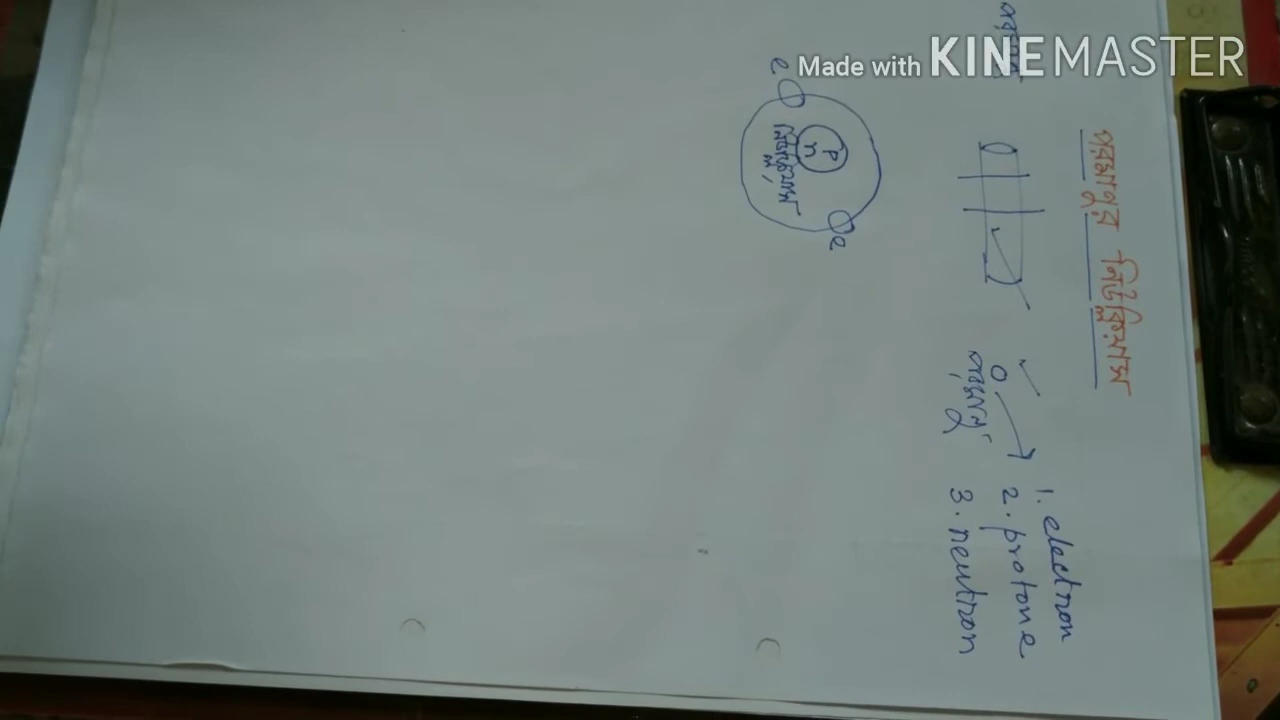 Made with KINEMASTER
পরমাণুর নিউক্লিয়াস
পরমাণু
1. electron
2. protone
3. neutron
e
p
n
নিউক্লিয়াস
e